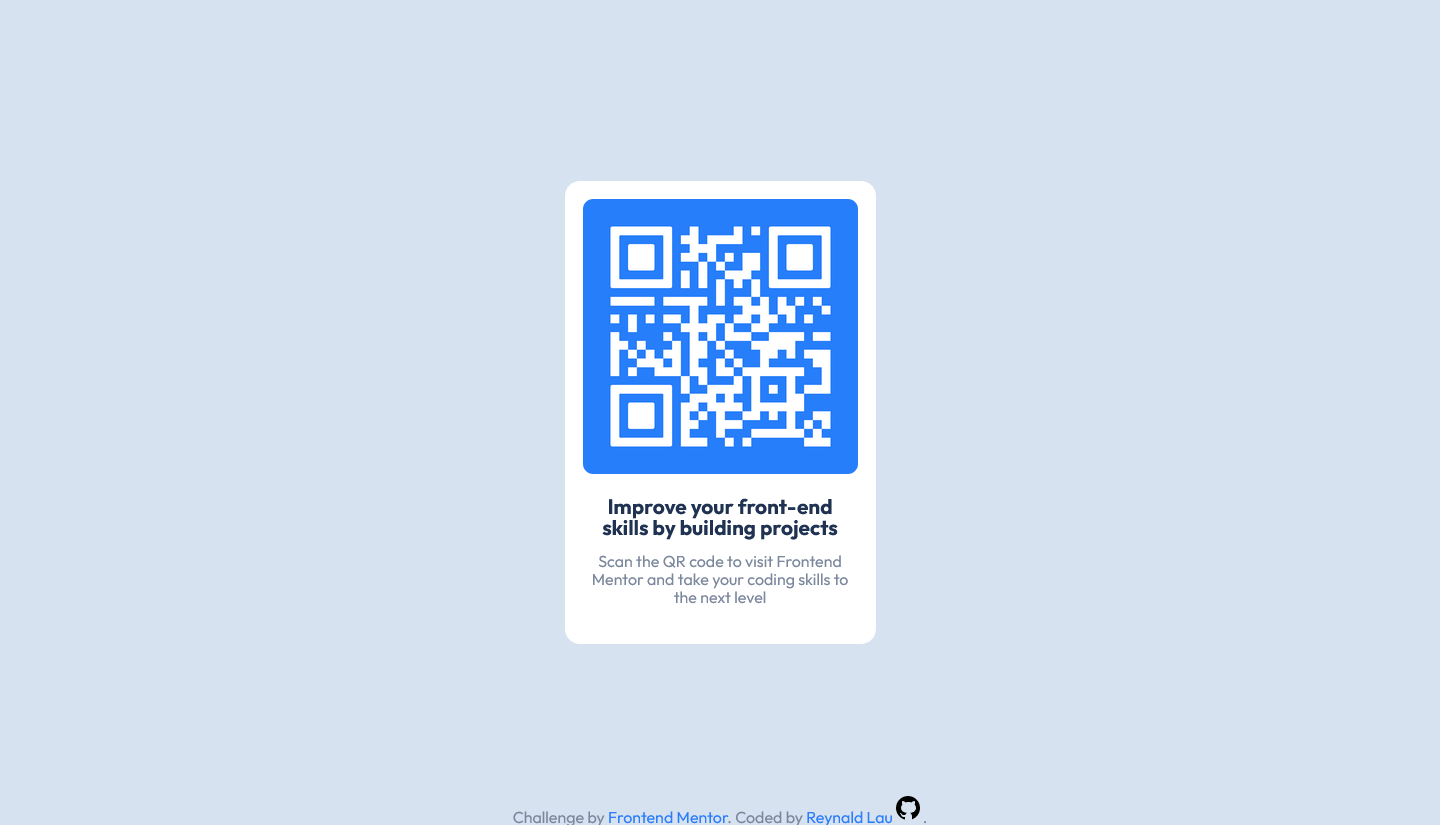 Improve your front-end
skills by building projects
Scan the QR code to visit Frontend
Mentor and take your coding skills to
the next level
Challenge by Frontend Mentor. Coded by Reynald Lau .